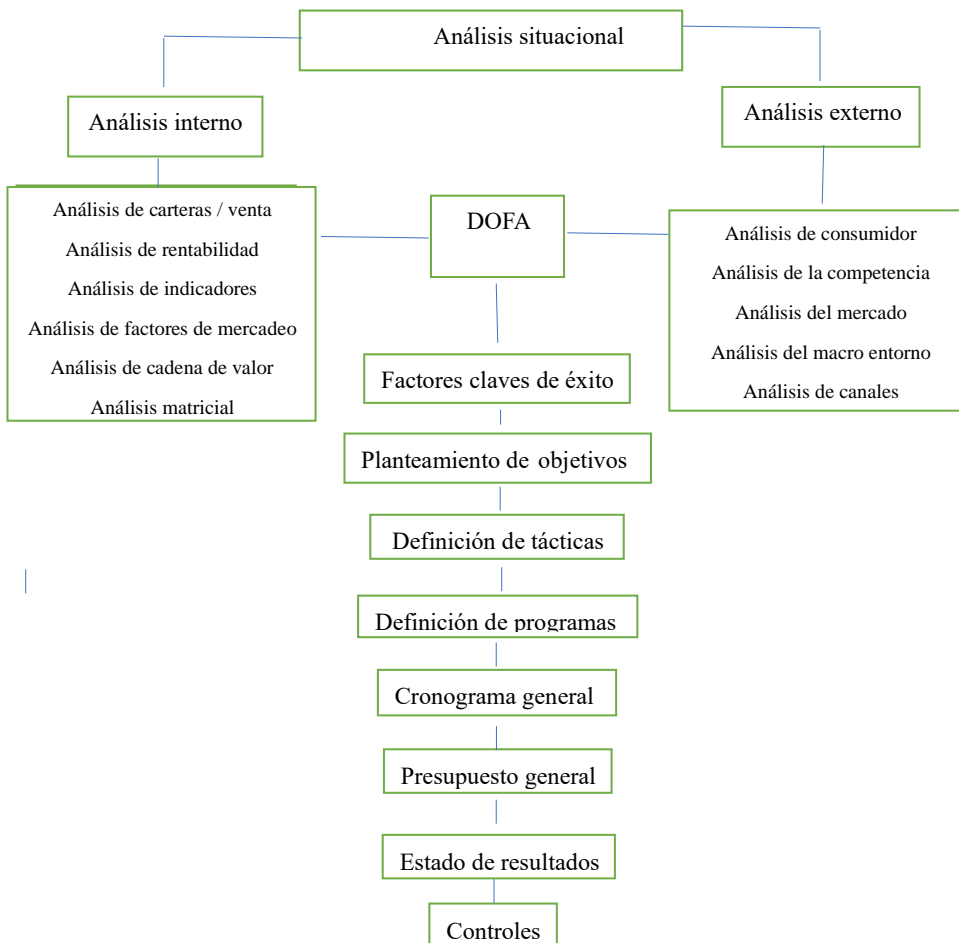 Análisis situacional
Análisis interno
Análisis externo
Análisis de carteras / venta
Análisis de rentabilidad
Análisis de indicadores
Análisis de factores de mercadeo
Análisis de cadena de valor
Análisis matricial
DOFA
Análisis de consumidor
Análisis de la competencia
Análisis del mercado
Análisis del macro entorno
Análisis de canales
Factores claves de éxito
Planteamiento de objetivos
Definición de tácticas
Definición de programas
Cronograma general
Presupuesto general
Estado de resultados
Controles